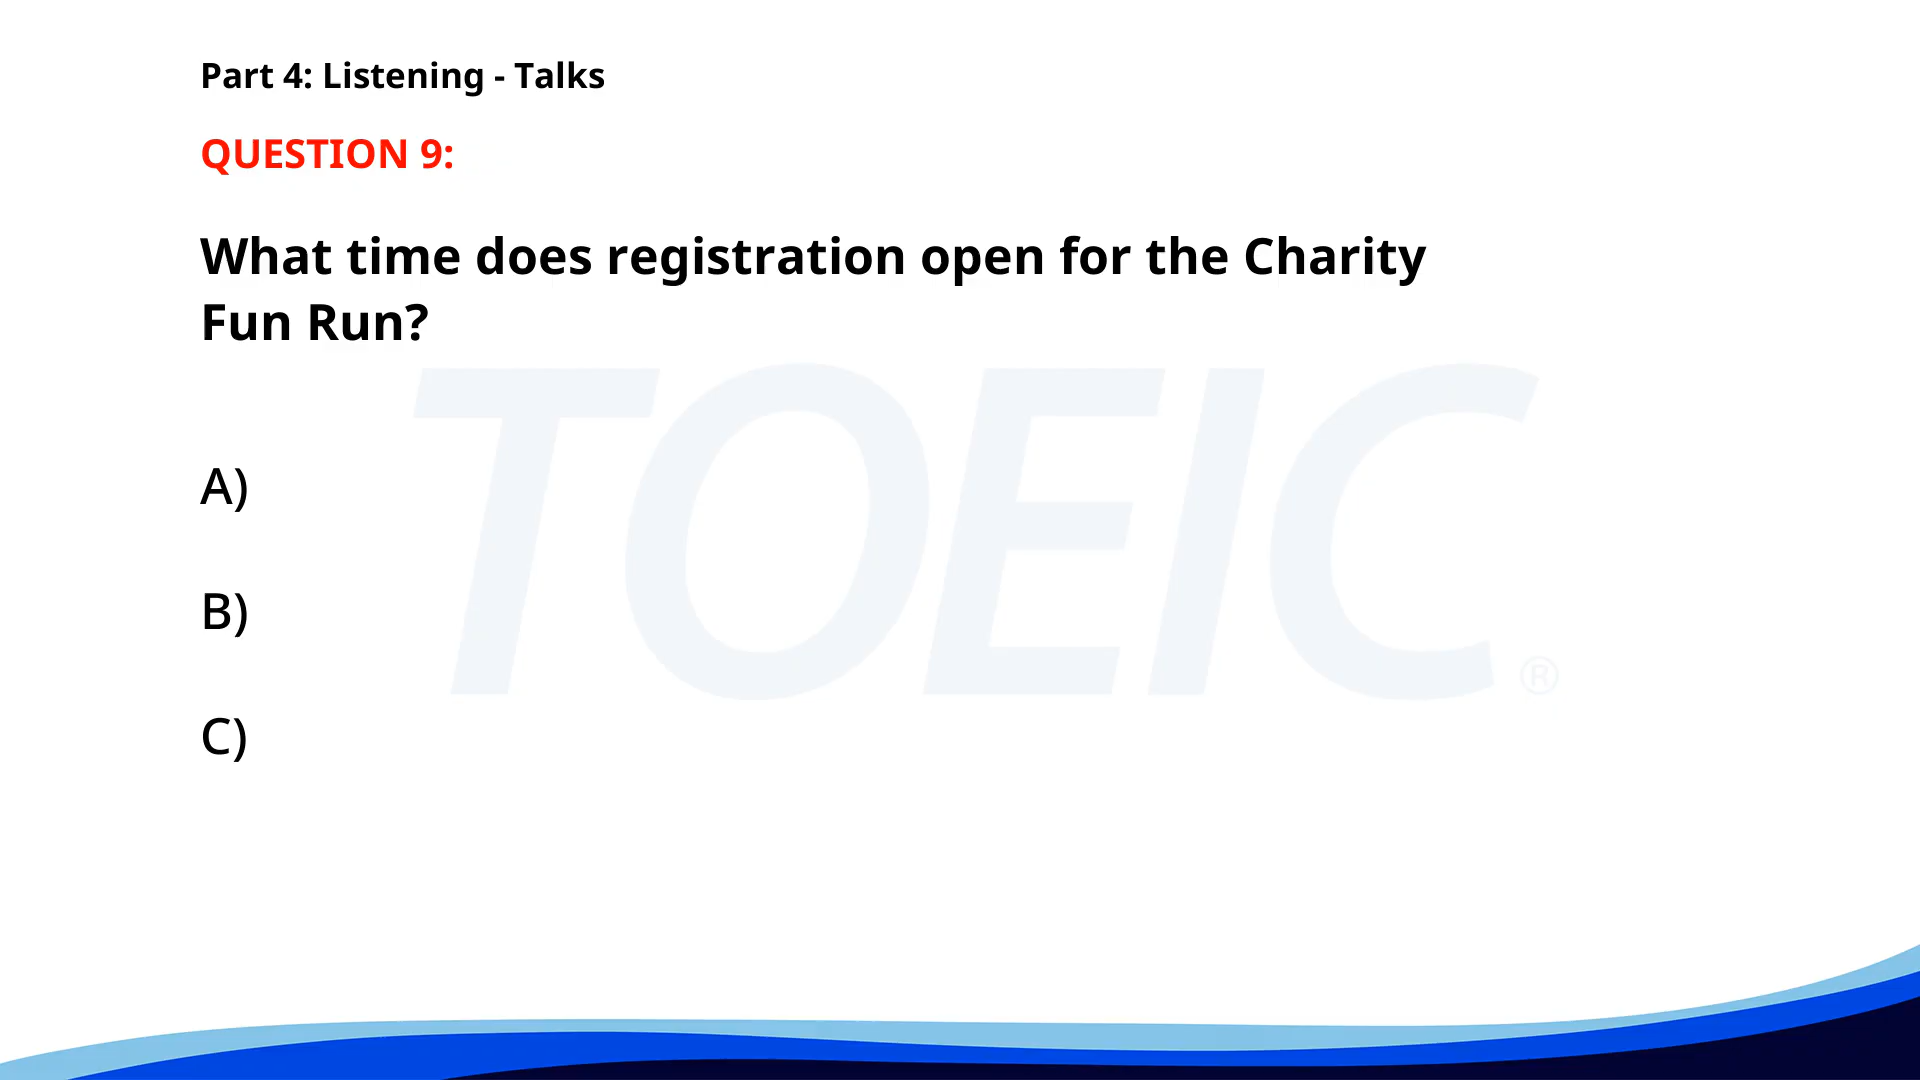 Part 4: Listening - Talks
QUESTION 9:
What time does registration open for the Charity
Fun Run?
TOEIC®
A)
B)
C)